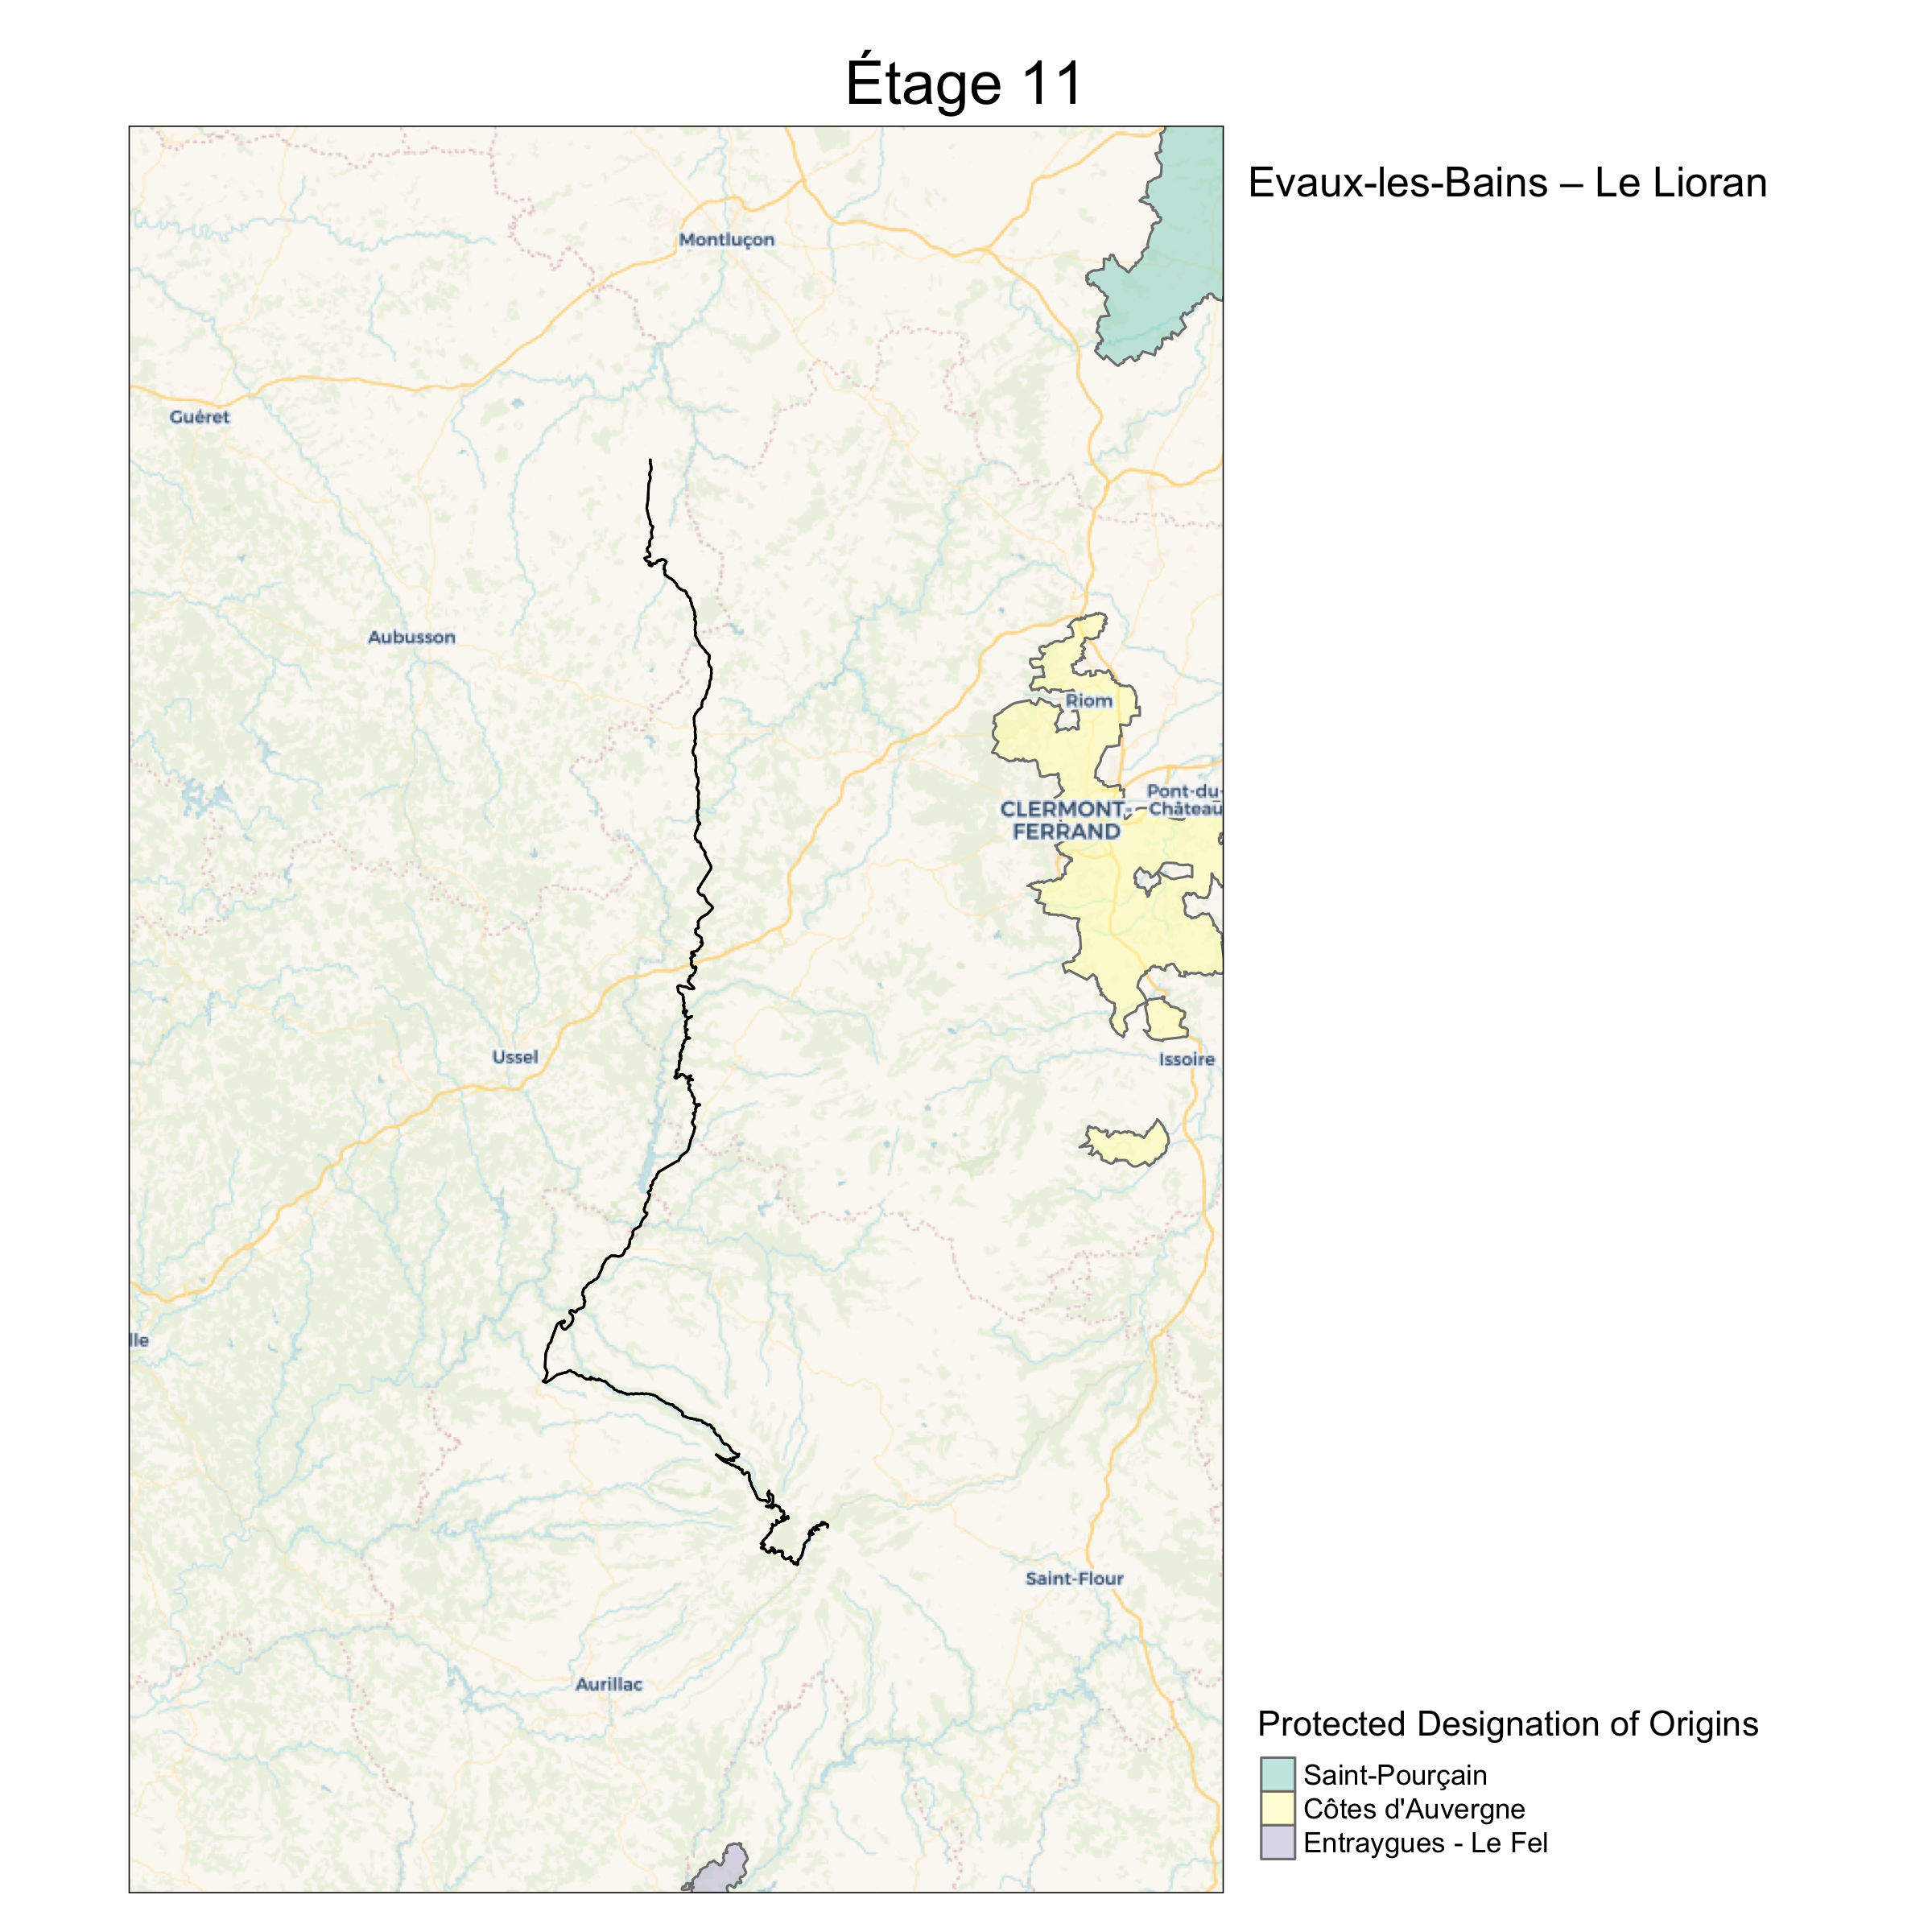 Étage 11
Evaux-les-Bains – Le Lioran
Montluçon
Guéret
Aubusson
Riom
Pont-du-
Château
CLERMONT-
FERRAND
Ussel
Issoire
lle
Saint-Flour
Aurillac
Protected Designation of Origins
Saint-Pourçain
Côtes d'Auvergne
Entraygues - Le Fel